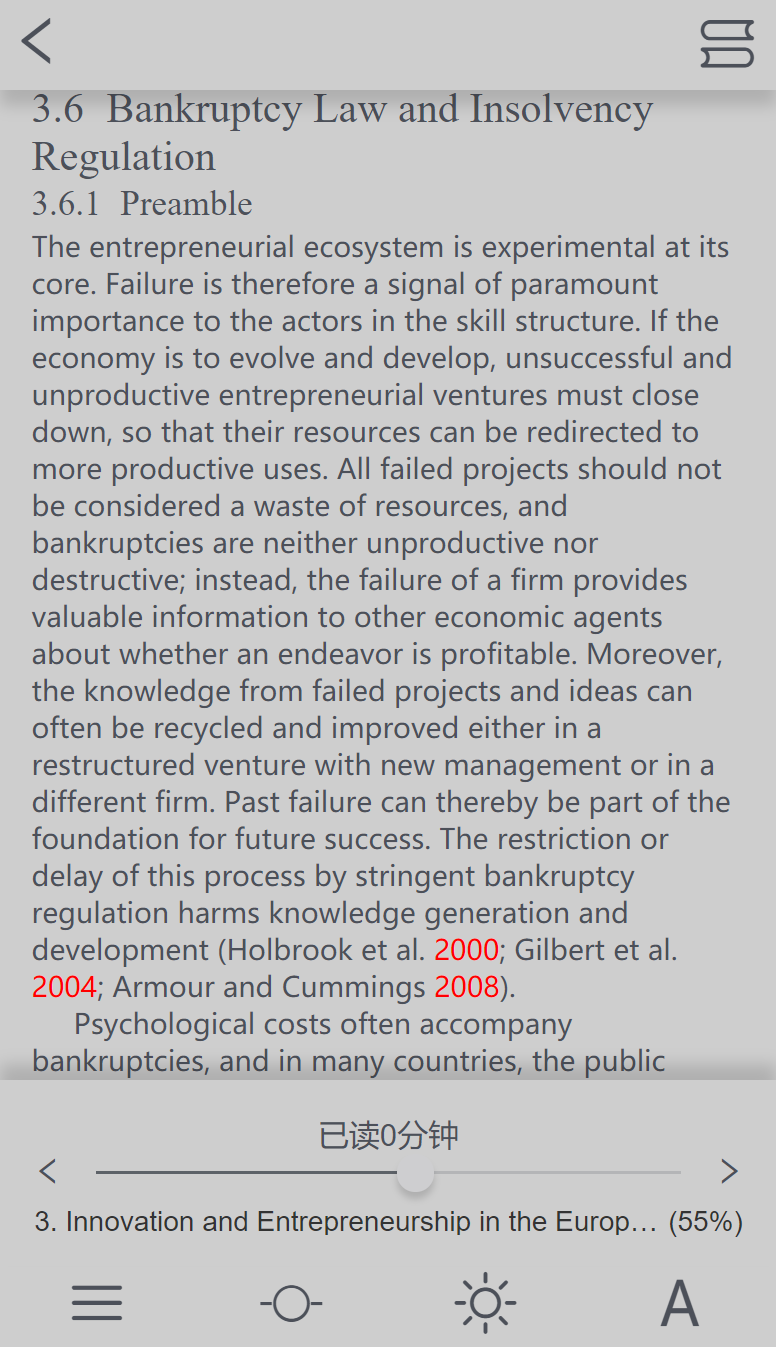 3.6 Bankruptcy Law and Insolvency
Regulation
3.6.1 Preamble
The entrepreneurial ecosystem is experimental at its
core. Failure is therefore a signal of paramount
importance to the actors in the skill structure. If the
economy is to evolve and develop, unsuccessful and
unproductive entrepreneurial ventures must close
down, so that their resources can be redirected to
more productive uses. All failed projects should not
be considered a waste of resources, and
bankruptcies are neither unproductive nor
destructive; instead, the failure of a firm provides
valuable information to other economic agents
about whether an endeavor is profitable. Moreover,
the knowledge from failed projects and ideas can
often be recycled and improved either in a
restructured venture with new management or in a
different firm. Past failure can thereby be part of the
foundation for future success. The restriction or
delay of this process by stringent bankruptcy
regulation harms knowledge generation and
development (Holbrook et al. 2000; Gilbert et al.
2004; Armour and Cummings 2008).
Psychological costs often accompany
bankruptcies, and in many countries, the public
已读0分钟
3. Innovation and Entrepreneurship in the Europ... (55%)
A